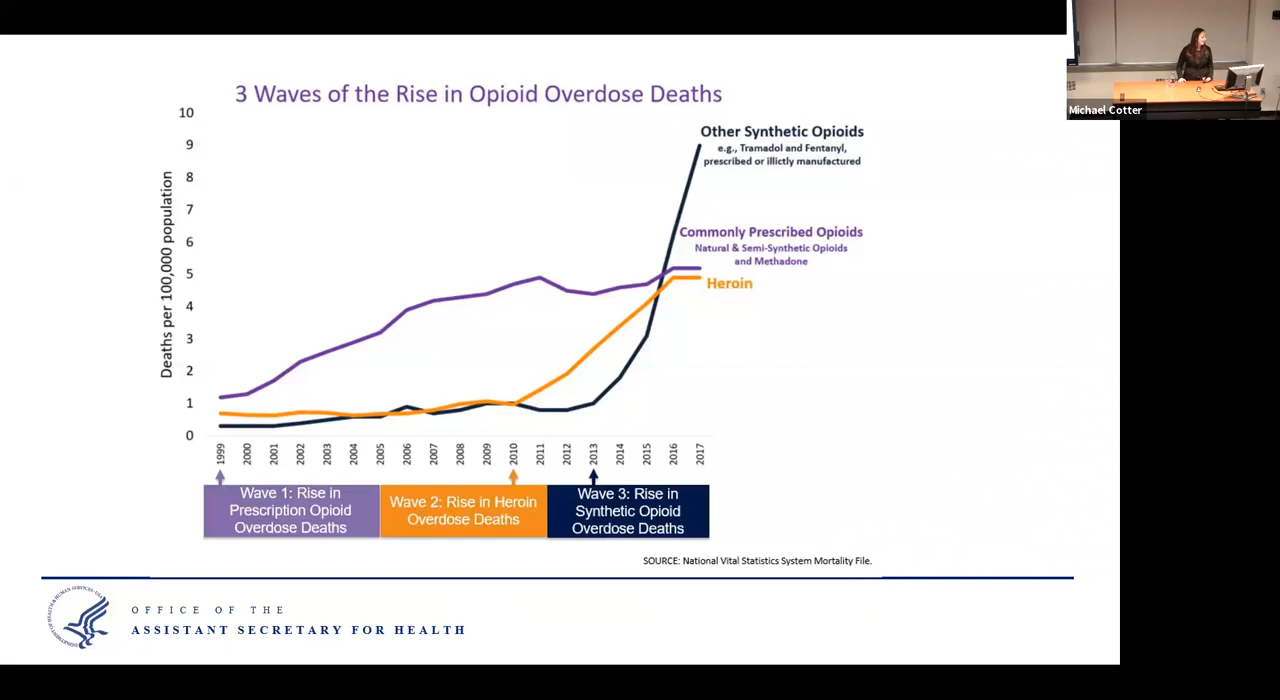 3 Waves of the Rise in Opioid Overdose Deaths
Deaths per 100,000 population
10
9
8
7
6
5
4
3
2
1
0
Other Synthetic Opioids
e.g., Tramadol and Fentanyl,
prescribed or illictly manufactured
Commonly Prescribed Opioids
Natural & Semi-Synthetic Opioids
and Methadone
Heroin
1999
2000
2001
2002
2003
2004
2005
2006
2007
2008
2009
2010
2011
2012
2013
2014
2015
2016
2017
Wave 1: Rise in
Prescription Opioid
Overdose Deaths
Wave 2: Rise in Heroin
Overdose Deaths
Wave 3: Rise in
Synthetic Opioid
Overdose Deaths
SOURCE: National Vital Statistics System Mortality File.
OFFICE OF THE
ASSISTANT SECRETARY FOR HEALTH
Michael Cotter